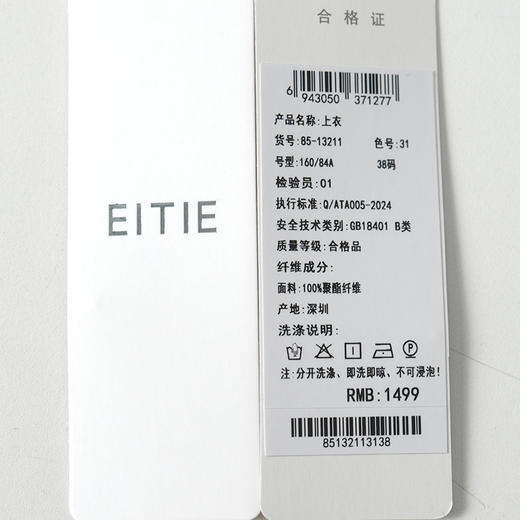 EITIE
合格证
6 943050 371277
产品名称:上衣
货号:85-13211 色号:31
号型:160/84A 38码
检验员:01
执行标准:Q/ATA005-2024
安全技术类别:GB18401 B类
质量等级:合格品
纤维成分:
面料:100%聚酯纤维
产地:深圳
洗涤说明:
注:分开洗涤、即洗即晾、不可浸泡!
RMB:1499
85132113138